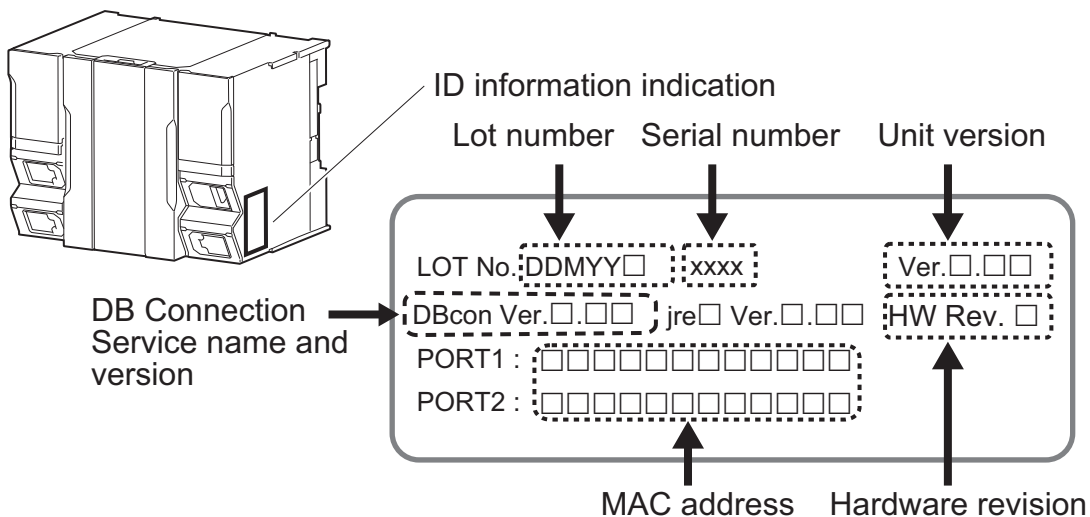 ID information indication
Lot number Serial number Unit version
LOT No. DDMYY□ xxxx Ver.□.□□
DB Connection
Service name and
version
DBcon Ver.□.□□ jre□ Ver.□.□□ HW Rev. □
PORT1 : □□□□□□□□□□□□
PORT2 : □□□□□□□□□□□□
MAC address Hardware revision